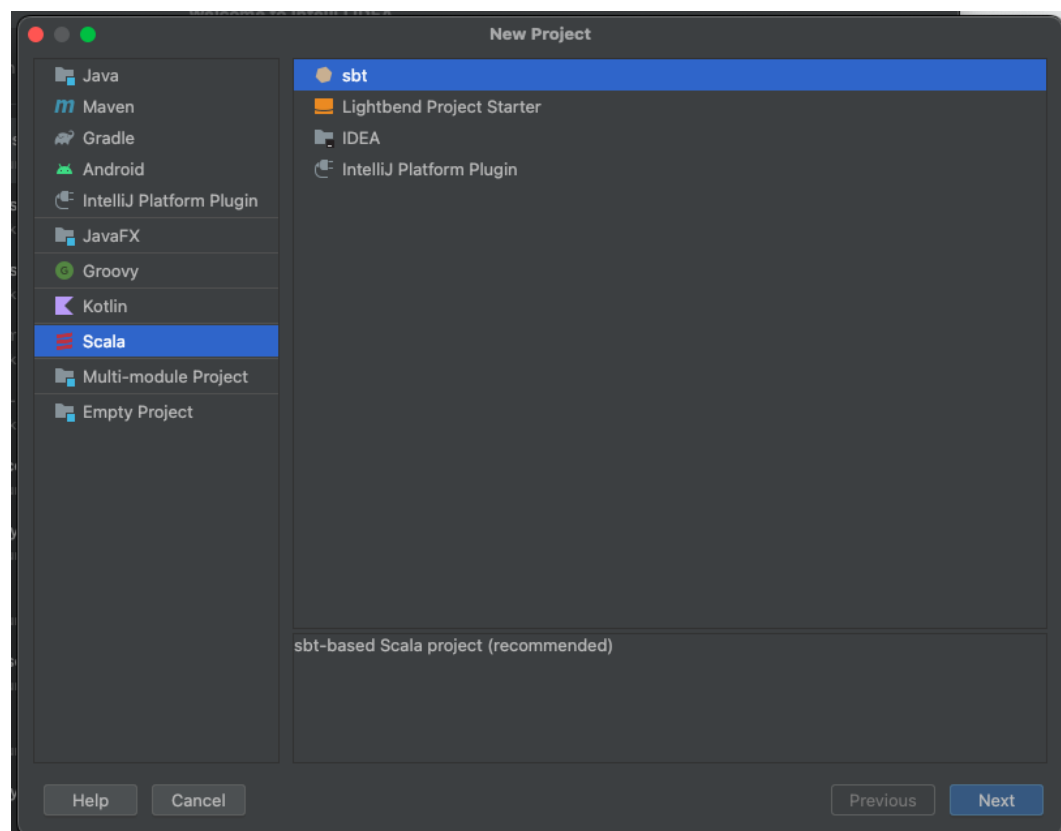 New Project
Java
Maven
Gradle
Android
IntelliJ Platform Plugin
JavaFX
Groovy
Kotlin
Scala
Multi-module Project
Empty Project
sbt
Lightbend Project Starter
IDEA
IntelliJ Platform Plugin
sbt-based Scala project (recommended)
Help
Cancel
Previous
Next